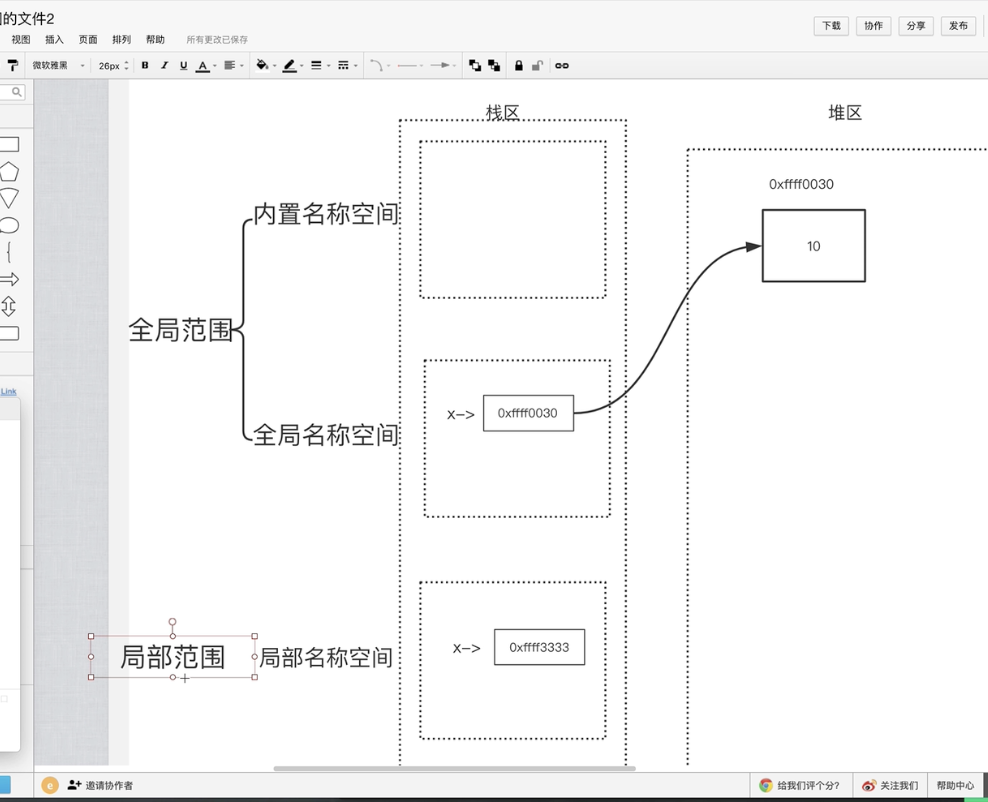 的文件2
视图 插入 页面 排列 帮助 所有更改已保存
下载 协作 分享 发布
微软雅黑 26px B I U A
Link
栈区 堆区
0xffff0030
10
内置名称空间
全局范围
x—> 0xffff0030
全局名称空间
x—> 0xffff3333
局部范围 局部名称空间
e 邀请协作者 给我们评个分? 关注我们 帮助中心